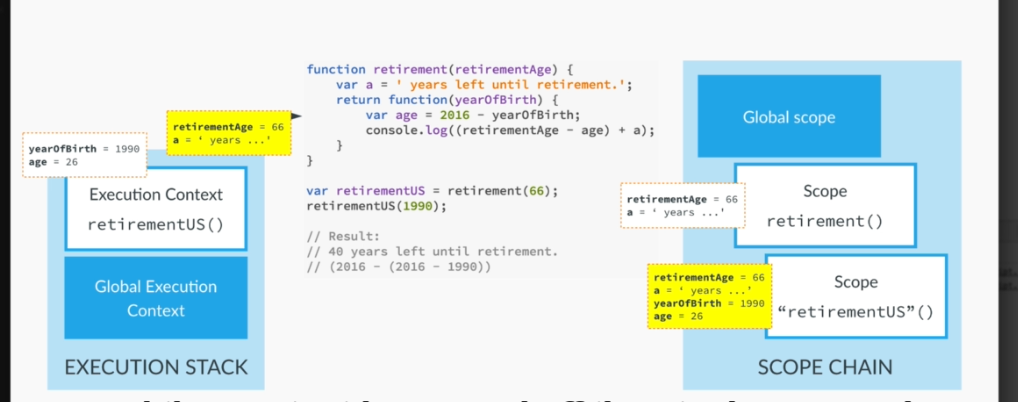 function retirement(retirementAge) {
var a = ' years left until retirement.';
return function(yearOfBirth) {
var age = 2016 - yearOfBirth;
console.log((retirementAge - age) + a);
}
}
var retirementUS = retirement(66);
retirementUS(1990);
// Result:
// 40 years left until retirement.
// (2016 - (2016 - 1990))
retirementAge = 66
a = ‘ years ...’
yearOfBirth = 1990
age = 26
Execution Context
retirementUS()
Global Execution
Context
EXECUTION STACK
Global scope
retirementAge = 66
a = ‘ years ...’
Scope
retirement()
retirementAge = 66
a = ‘ years ...’
yearOfBirth = 1990
age = 26
Scope
“retirementUS”()
SCOPE CHAIN